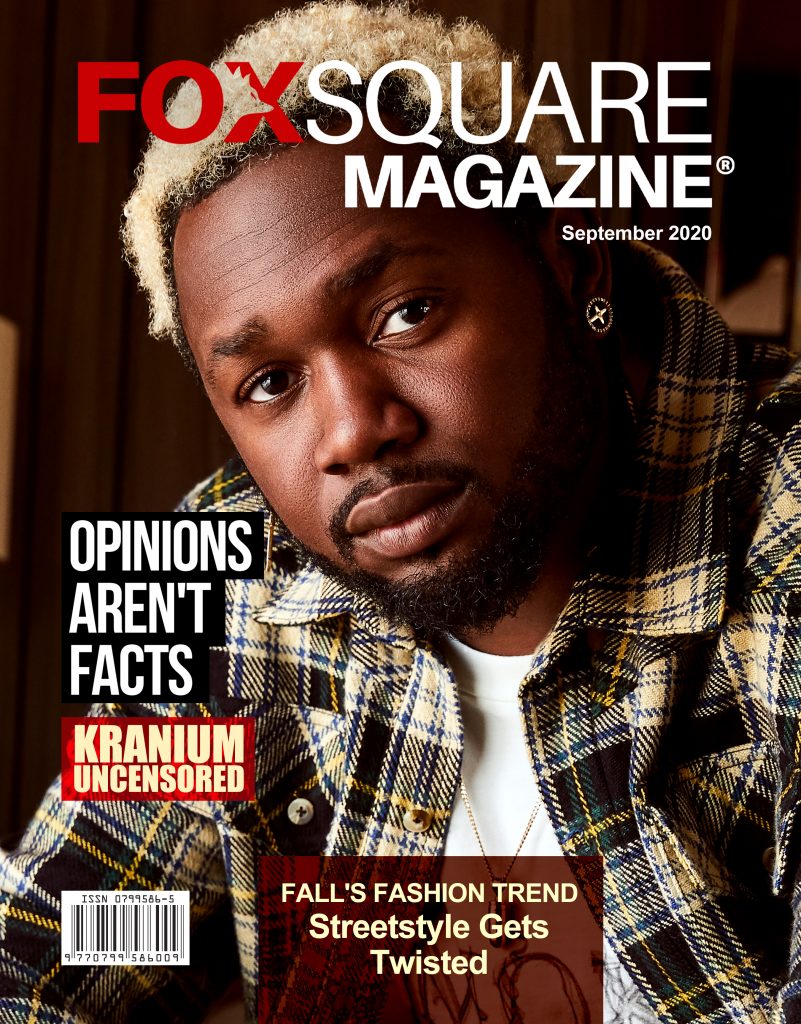 FOXSQUARE
MAGAZINE®
September 2020
OPINIONS
AREN'T
FACTS
KRANIUM
UNCENSORED
FALL'S FASHION TREND
Streetstyle Gets
Twisted
ISSN 0799586-5
9 770799 586009